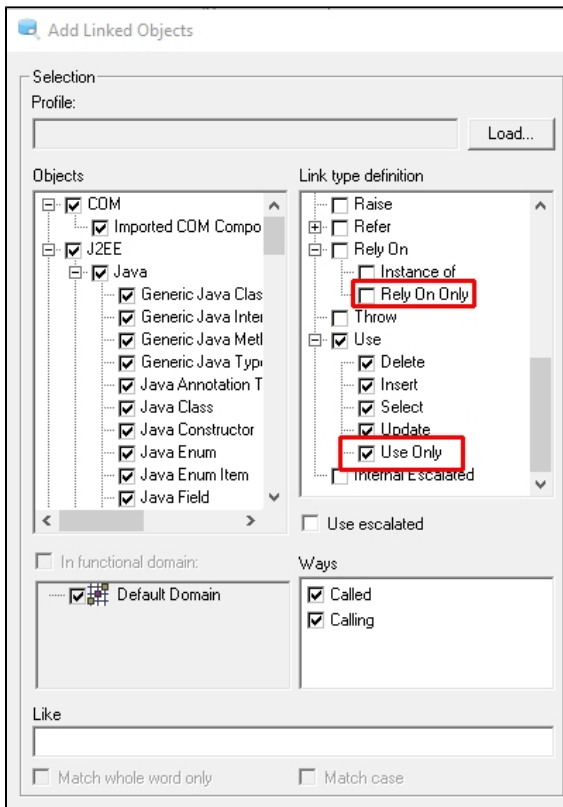 Add Linked Objects
Selection
Profile:
Load...
Objects
COM
Imported COM Compo
J2EE
Java
Generic Java Clas
Generic Java Inter
Generic Java Meth
Generic Java Type
Java Annotation T
Java Class
Java Constructor
Java Enum
Java Enum Item
Java Field
Link type definition
Raise
Refer
Rely On
Instance of
Rely On Only
Throw
Use
Delete
Insert
Select
Update
Use Only
Internal Escalated
Use escalated
In functional domain:
Default Domain
Ways
Called
Calling
Like
Match whole word only
Match case